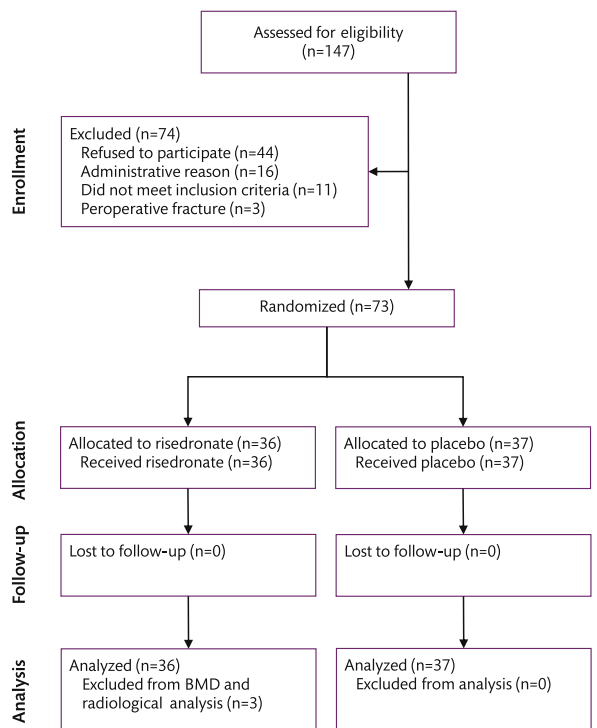 Assessed for eligibility
(n=147)
Enrollment
Excluded (n=74)
Refused to participate (n=44)
Administrative reason (n=16)
Did not meet inclusion criteria (n=11)
Peroperative fracture (n=3)
Randomized (n=73)
Allocation
Allocated to risedronate (n=36)
Received risedronate (n=36)
Allocated to placebo (n=37)
Received placebo (n=37)
Follow-up
Lost to follow-up (n=0)
Lost to follow-up (n=0)
Analysis
Analyzed (n=36)
Excluded from BMD and
radiological analysis (n=3)
Analyzed (n=37)
Excluded from analysis (n=0)